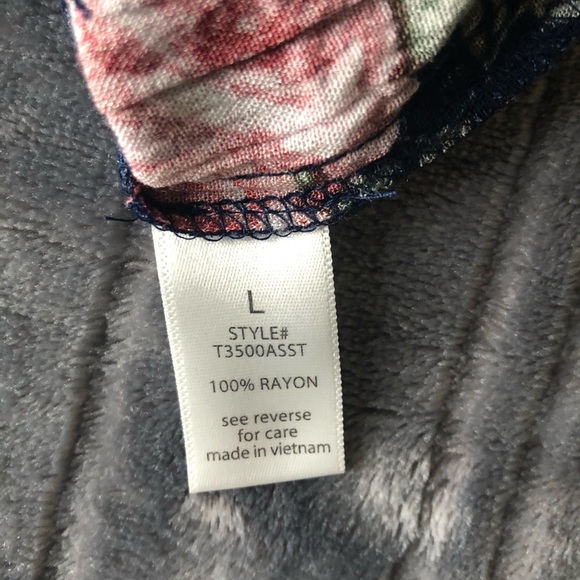 L
STYLE#
T3500ASST
100% RAYON
see reverse
for care
made in vietnam